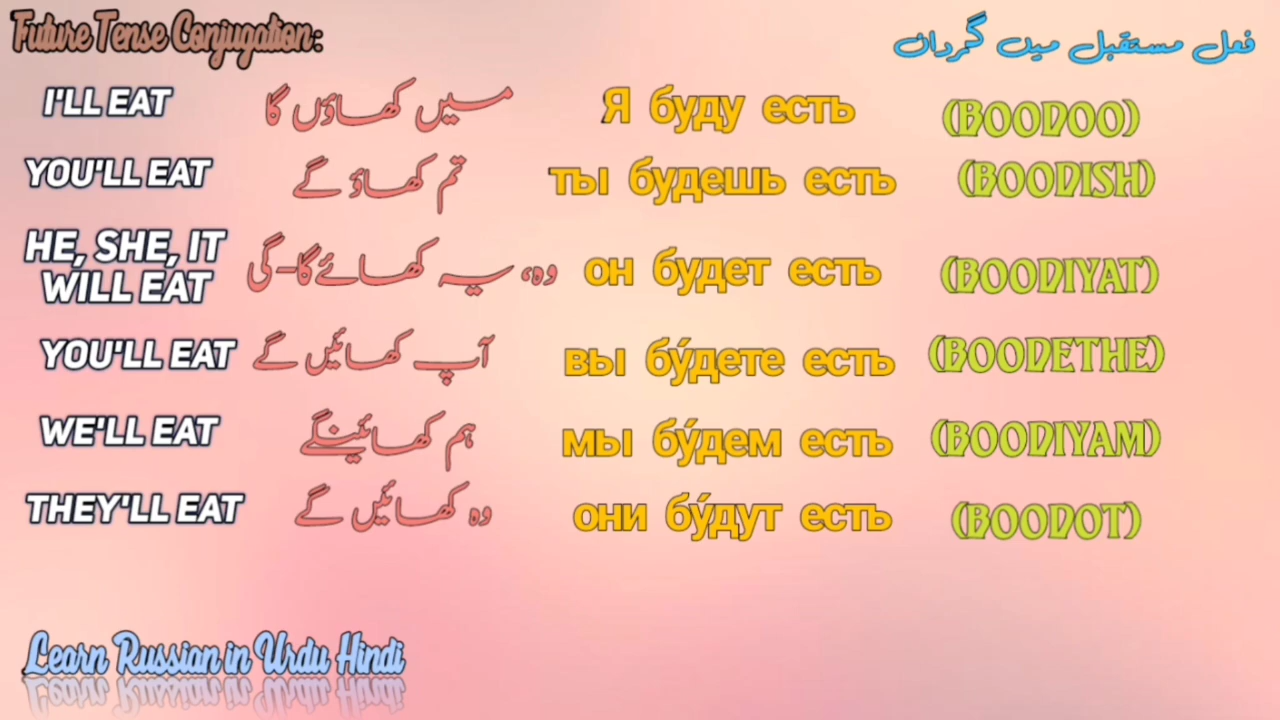 Future Tense Conjugation: فعل مستقبل میں گردان
I'LL EAT میں کھاؤں گا Я буду есть (BOODOO)
YOU'LL EAT تم کھاؤ گے ты будешь есть (BOODISH)
HE, SHE, IT
WILL EAT وہ، یہ کھائے گا-گی он будет есть (BOODIYAT)
YOU'LL EAT آپ کھائیں گے вы бу́дете есть (BOODETHE)
WE'LL EAT ہم کھائینگے мы бу́дем есть (BOODIYAM)
THEY'LL EAT وہ کھائیں گے они бу́дут есть (BOODOT)
Learn Russian in Urdu Hindi